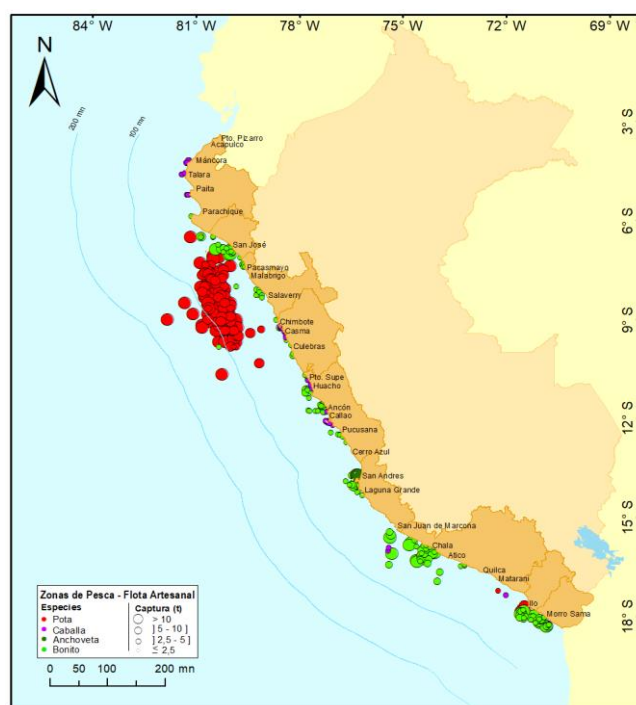 84° W
81° W
78° W
75° W
72° W
69° W
N
200 mn
100 mn
3° S
Pto. Pizarro
Acapulco
Máncora
Talara
Paita
6° S
Parachique
San José
Pacasmayo
Malabrigo
Salaverry
9° S
Chimbote
Casma
Culebras
Pto. Supe
Huacho
Ancón
Callao
12° S
Pucusana
Cerro Azul
San Andres
Laguna Grande
15° S
San Juan de Marcona
Chala
Atico
Quilca
Matarani
Ilo
Morro Sama
18° S
Zonas de Pesca - Flota Artesanal
Especies
Pota
Caballa
Anchoveta
Bonito
Captura (t)
> 10
] 5 - 10 ]
] 2,5 - 5 ]
≤ 2,5
0 50 100 200 mn